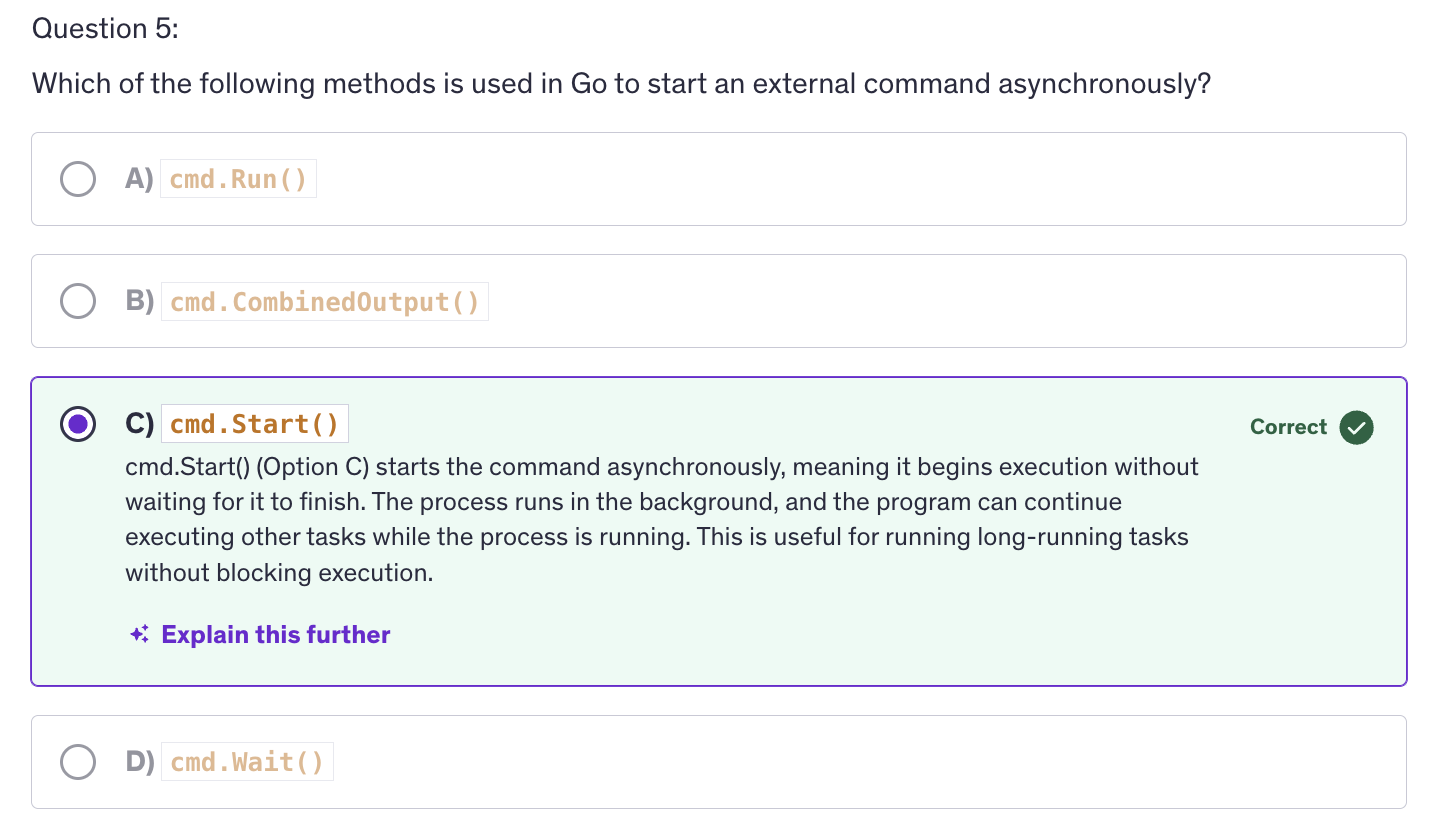 Question 5:
Which of the following methods is used in Go to start an external command asynchronously?
A) cmd.Run()
B) cmd.CombinedOutput()
C) cmd.Start()
Correct
cmd.Start() (Option C) starts the command asynchronously, meaning it begins execution without
waiting for it to finish. The process runs in the background, and the program can continue
executing other tasks while the process is running. This is useful for running long-running tasks
without blocking execution.
Explain this further
D) cmd.Wait()